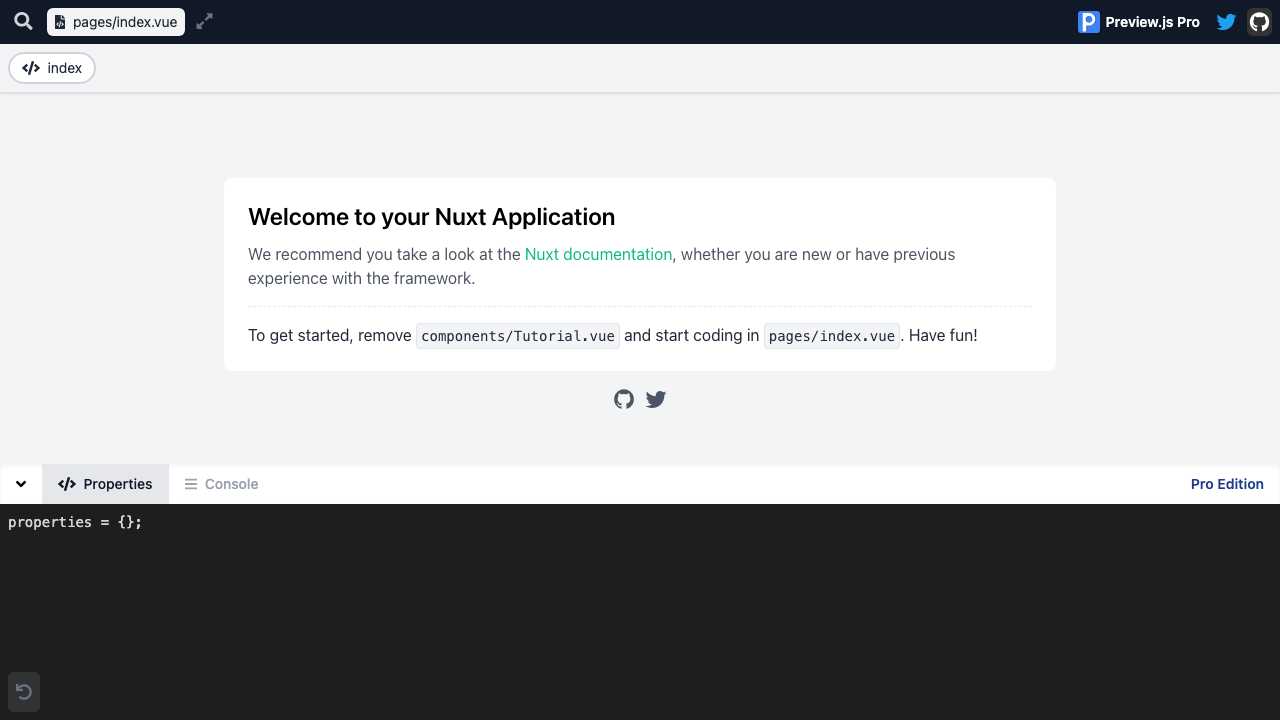 pages/index.vue
Preview.js Pro
index
Welcome to your Nuxt Application
We recommend you take a look at the Nuxt documentation, whether you are new or have previous
experience with the framework.
To get started, remove components/Tutorial.vue and start coding in pages/index.vue. Have fun!
Properties
Console
Pro Edition
properties = {};